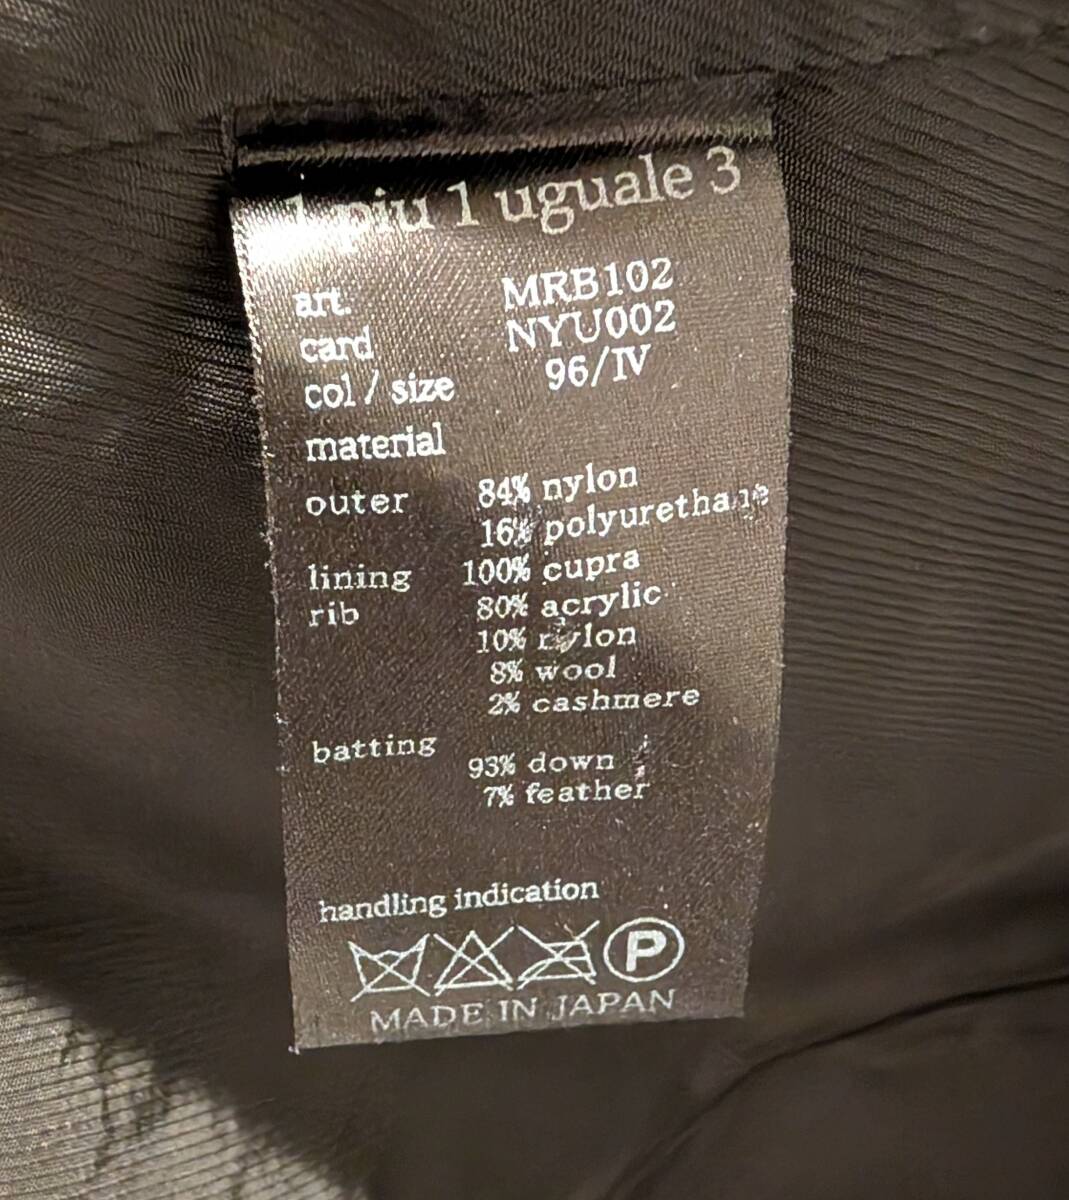 1 piu 1 uguale 3
art. MRB102
card NYU002
col / size 96/IV
material
outer 84% nylon
16% polyurethane
lining 100% cupra
rib 80% acrylic
10% nylon
8% wool
2% cashmere
batting 93% down
7% feather
handling indication
P
MADE IN JAPAN